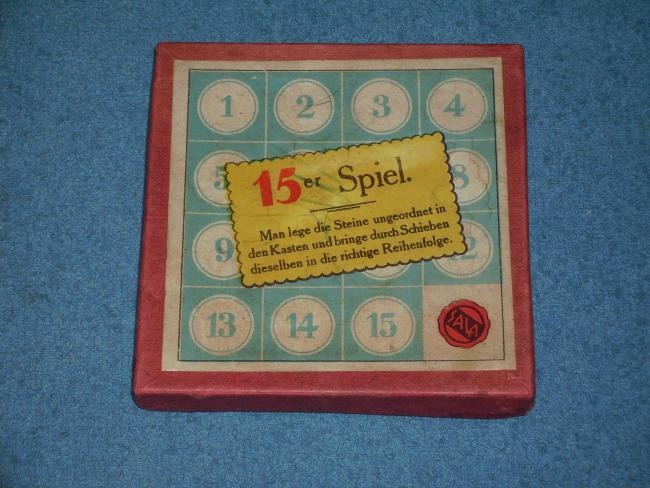 1 2 3 4
5 8
15er Spiel.
Man lege die Steine ungeordnet in
den Kasten und bringe durch Schieben
dieselben in die richtige Reihenfolge.
9 2
13 14 15
SALA